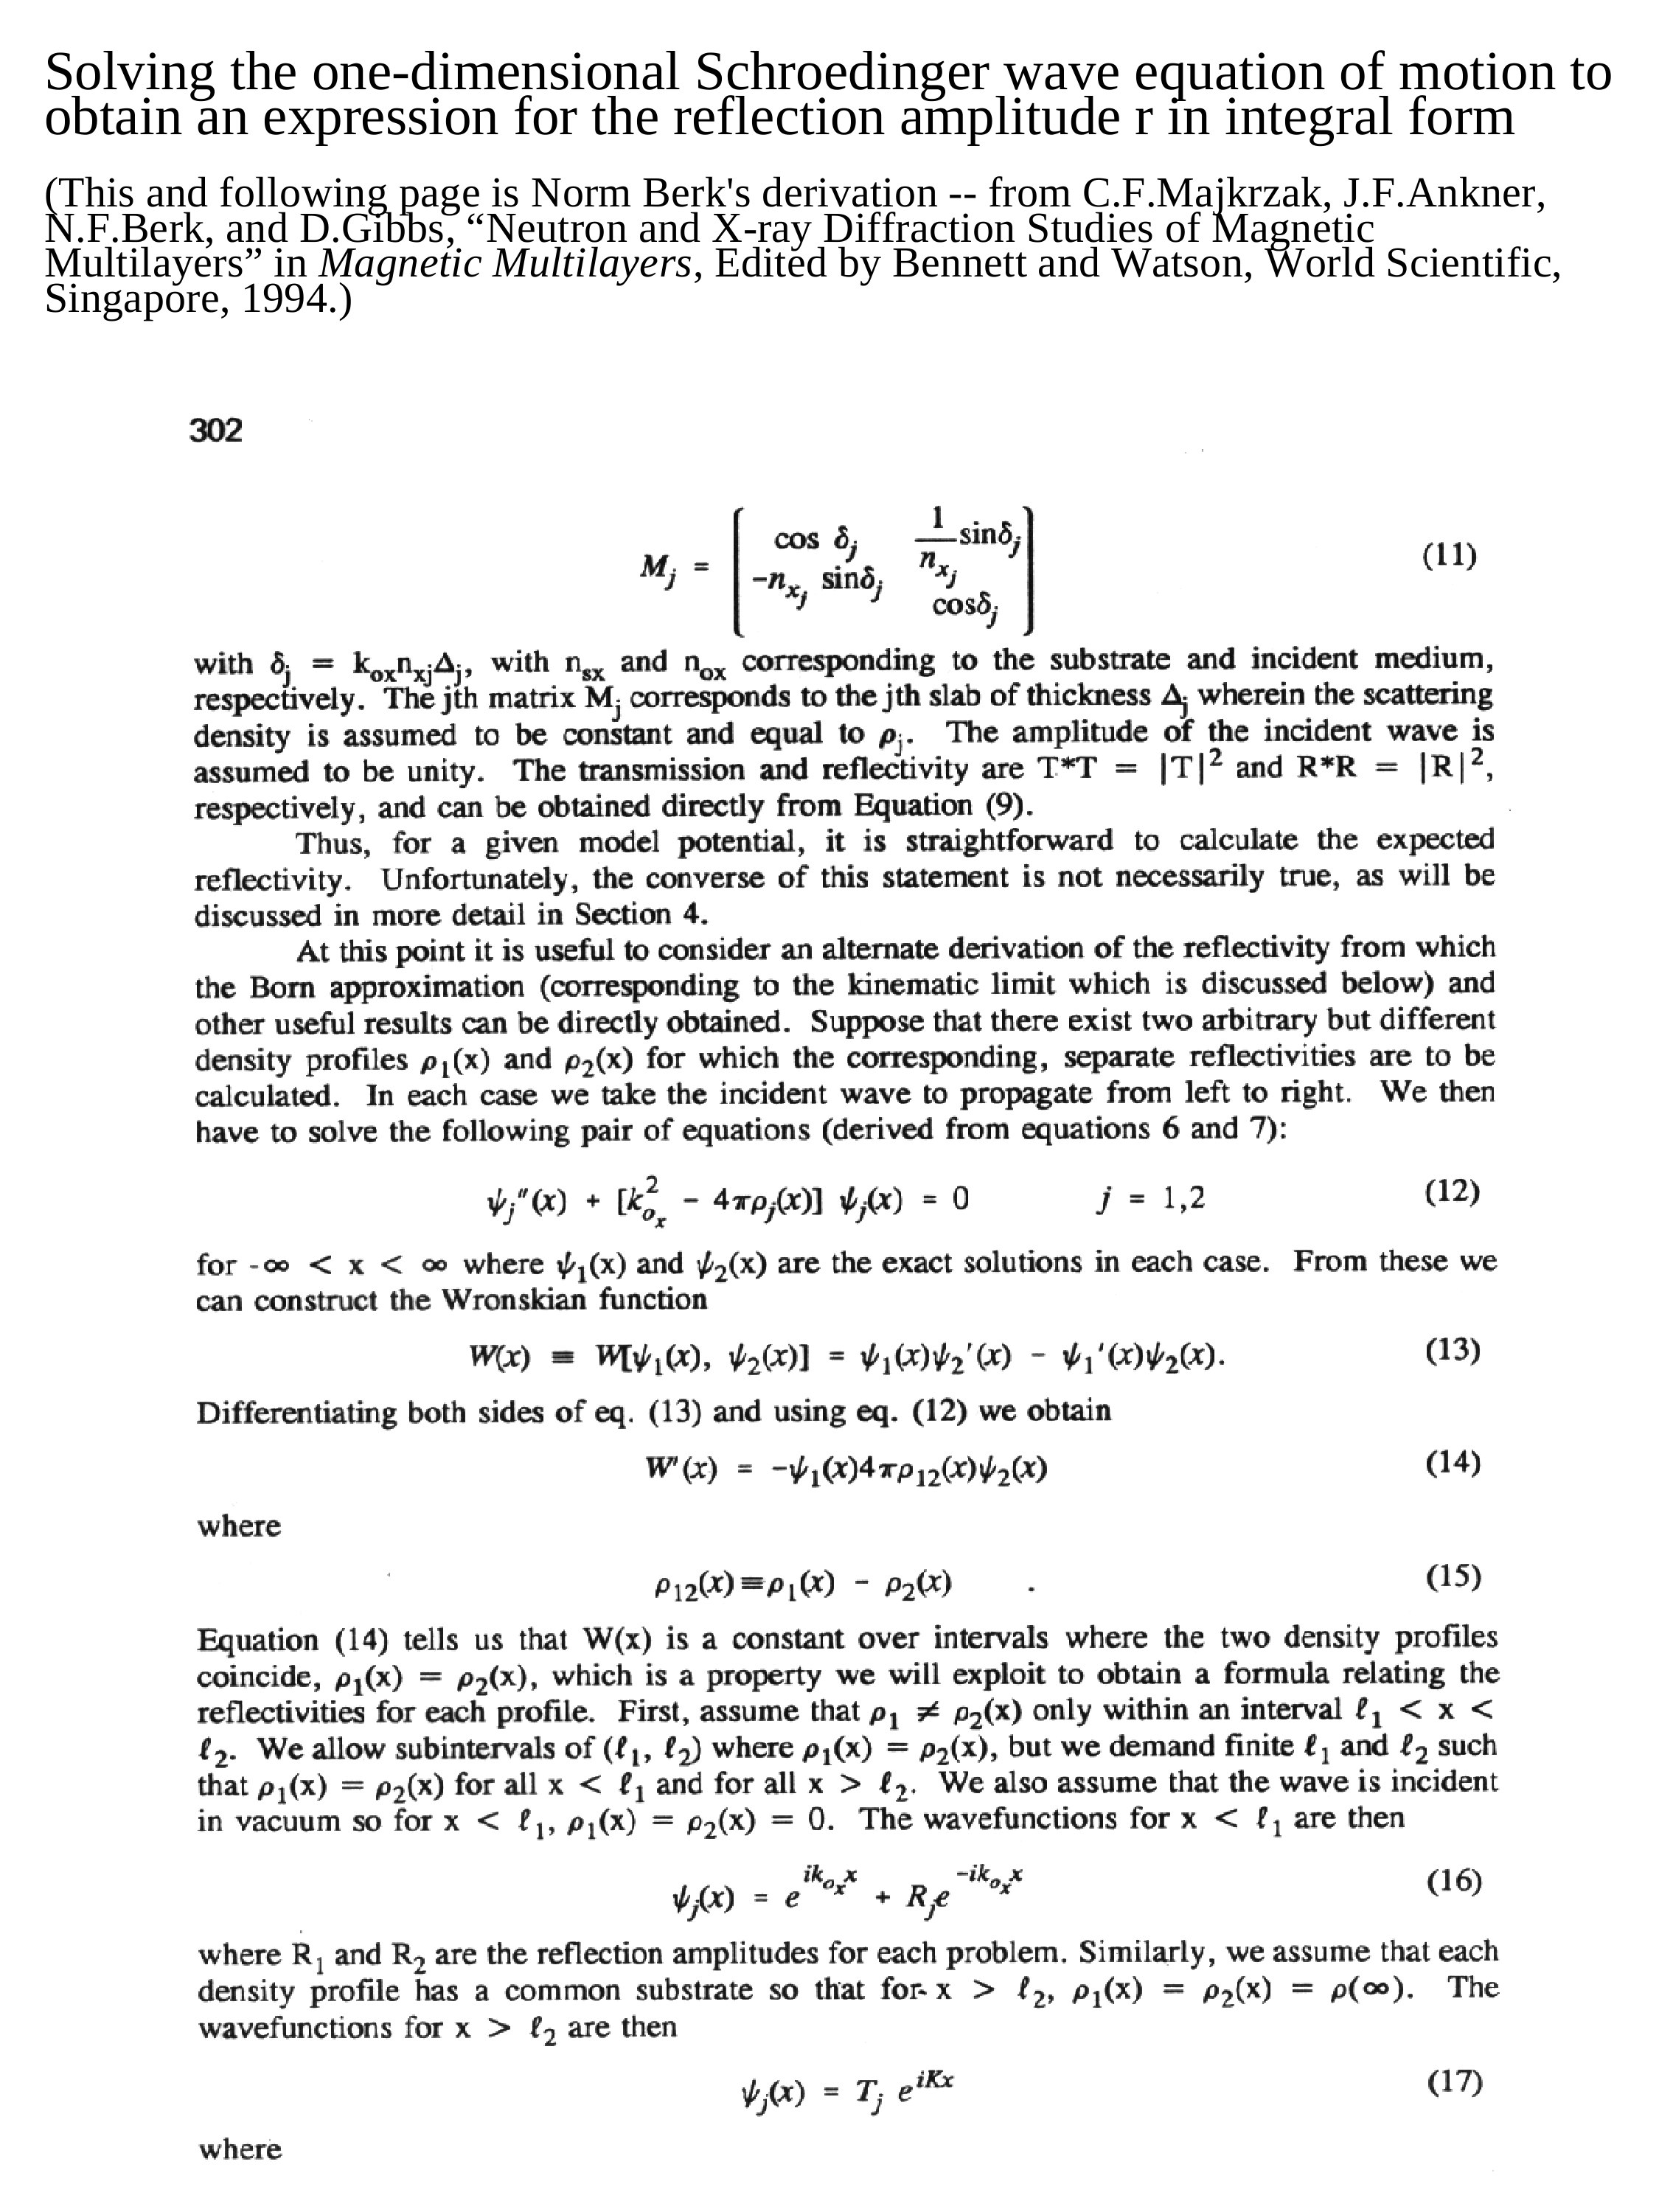 Solving the one-dimensional Schroedinger wave equation of motion to
obtain an expression for the reflection amplitude r in integral form
(This and following page is Norm Berk's derivation -- from C.F.Majkrzak, J.F.Ankner,
N.F.Berk, and D.Gibbs, “Neutron and X-ray Diffraction Studies of Magnetic
Multilayers” in Magnetic Multilayers, Edited by Bennett and Watson, World Scientific,
Singapore, 1994.)
302
M_j = [ cos δ_j   1/n_{x_j} sinδ_j ; -n_{x_j} sinδ_j   cosδ_j ]   (11)
with δ_j = k_{ox}n_{xj}Δ_j, with n_{sx} and n_{ox} corresponding to the substrate and incident medium,
respectively. The jth matrix M_j corresponds to the jth slab of thickness Δ_j wherein the scattering
density is assumed to be constant and equal to ρ_j. The amplitude of the incident wave is
assumed to be unity. The transmission and reflectivity are T*T = |T|² and R*R = |R|²,
respectively, and can be obtained directly from Equation (9).
Thus, for a given model potential, it is straightforward to calculate the expected
reflectivity. Unfortunately, the converse of this statement is not necessarily true, as will be
discussed in more detail in Section 4.
At this point it is useful to consider an alternate derivation of the reflectivity from which
the Born approximation (corresponding to the kinematic limit which is discussed below) and
other useful results can be directly obtained. Suppose that there exist two arbitrary but different
density profiles ρ₁(x) and ρ₂(x) for which the corresponding, separate reflectivities are to be
calculated. In each case we take the incident wave to propagate from left to right. We then
have to solve the following pair of equations (derived from equations 6 and 7):
ψ_j″(x) + [k²_{o_x} - 4πρ_j(x)] ψ_j(x) = 0   j = 1,2   (12)
for -∞ < x < ∞ where ψ₁(x) and ψ₂(x) are the exact solutions in each case. From these we
can construct the Wronskian function
W(x) ≡ W[ψ₁(x), ψ₂(x)] = ψ₁(x)ψ₂′(x) - ψ₁′(x)ψ₂(x).   (13)
Differentiating both sides of eq. (13) and using eq. (12) we obtain
W′(x) = -ψ₁(x)4πρ₁₂(x)ψ₂(x)   (14)
where
ρ₁₂(x)≡ρ₁(x) - ρ₂(x) .   (15)
Equation (14) tells us that W(x) is a constant over intervals where the two density profiles
coincide, ρ₁(x) = ρ₂(x), which is a property we will exploit to obtain a formula relating the
reflectivities for each profile. First, assume that ρ₁ ≠ ρ₂(x) only within an interval ℓ₁ < x <
ℓ₂. We allow subintervals of (ℓ₁, ℓ₂) where ρ₁(x) = ρ₂(x), but we demand finite ℓ₁ and ℓ₂ such
that ρ₁(x) = ρ₂(x) for all x < ℓ₁ and for all x > ℓ₂. We also assume that the wave is incident
in vacuum so for x < ℓ₁, ρ₁(x) = ρ₂(x) = 0. The wavefunctions for x < ℓ₁ are then
ψ_j(x) = e^{ik_{o_x}x} + R_j e^{-ik_{o_x}x}   (16)
where R₁ and R₂ are the reflection amplitudes for each problem. Similarly, we assume that each
density profile has a common substrate so that for x > ℓ₂, ρ₁(x) = ρ₂(x) = ρ(∞). The
wavefunctions for x > ℓ₂ are then
ψ_j(x) = T_j e^{iKx}   (17)
where